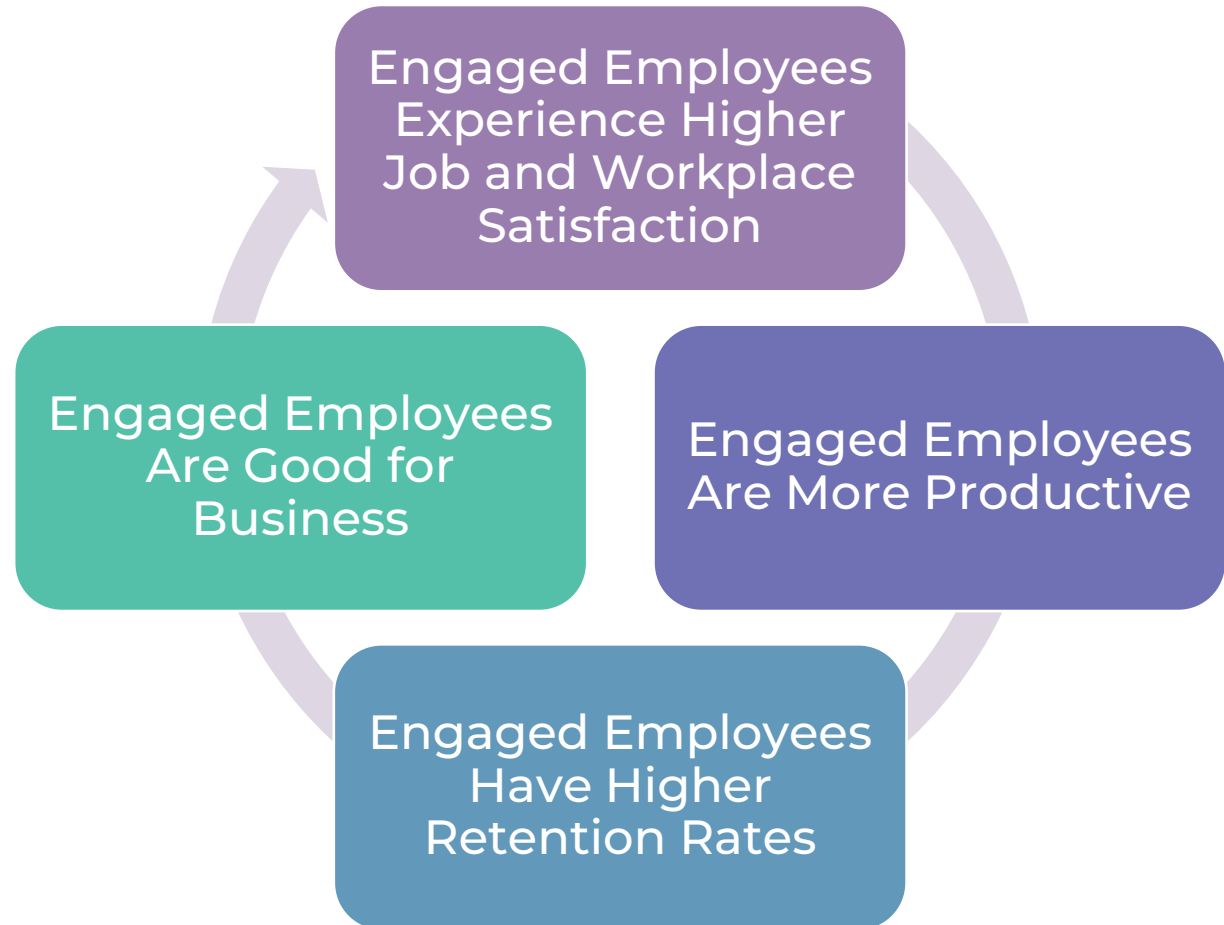 Engaged Employees
Experience Higher
Job and Workplace
Satisfaction
Engaged Employees
Are More Productive
Engaged Employees
Have Higher
Retention Rates
Engaged Employees
Are Good for
Business